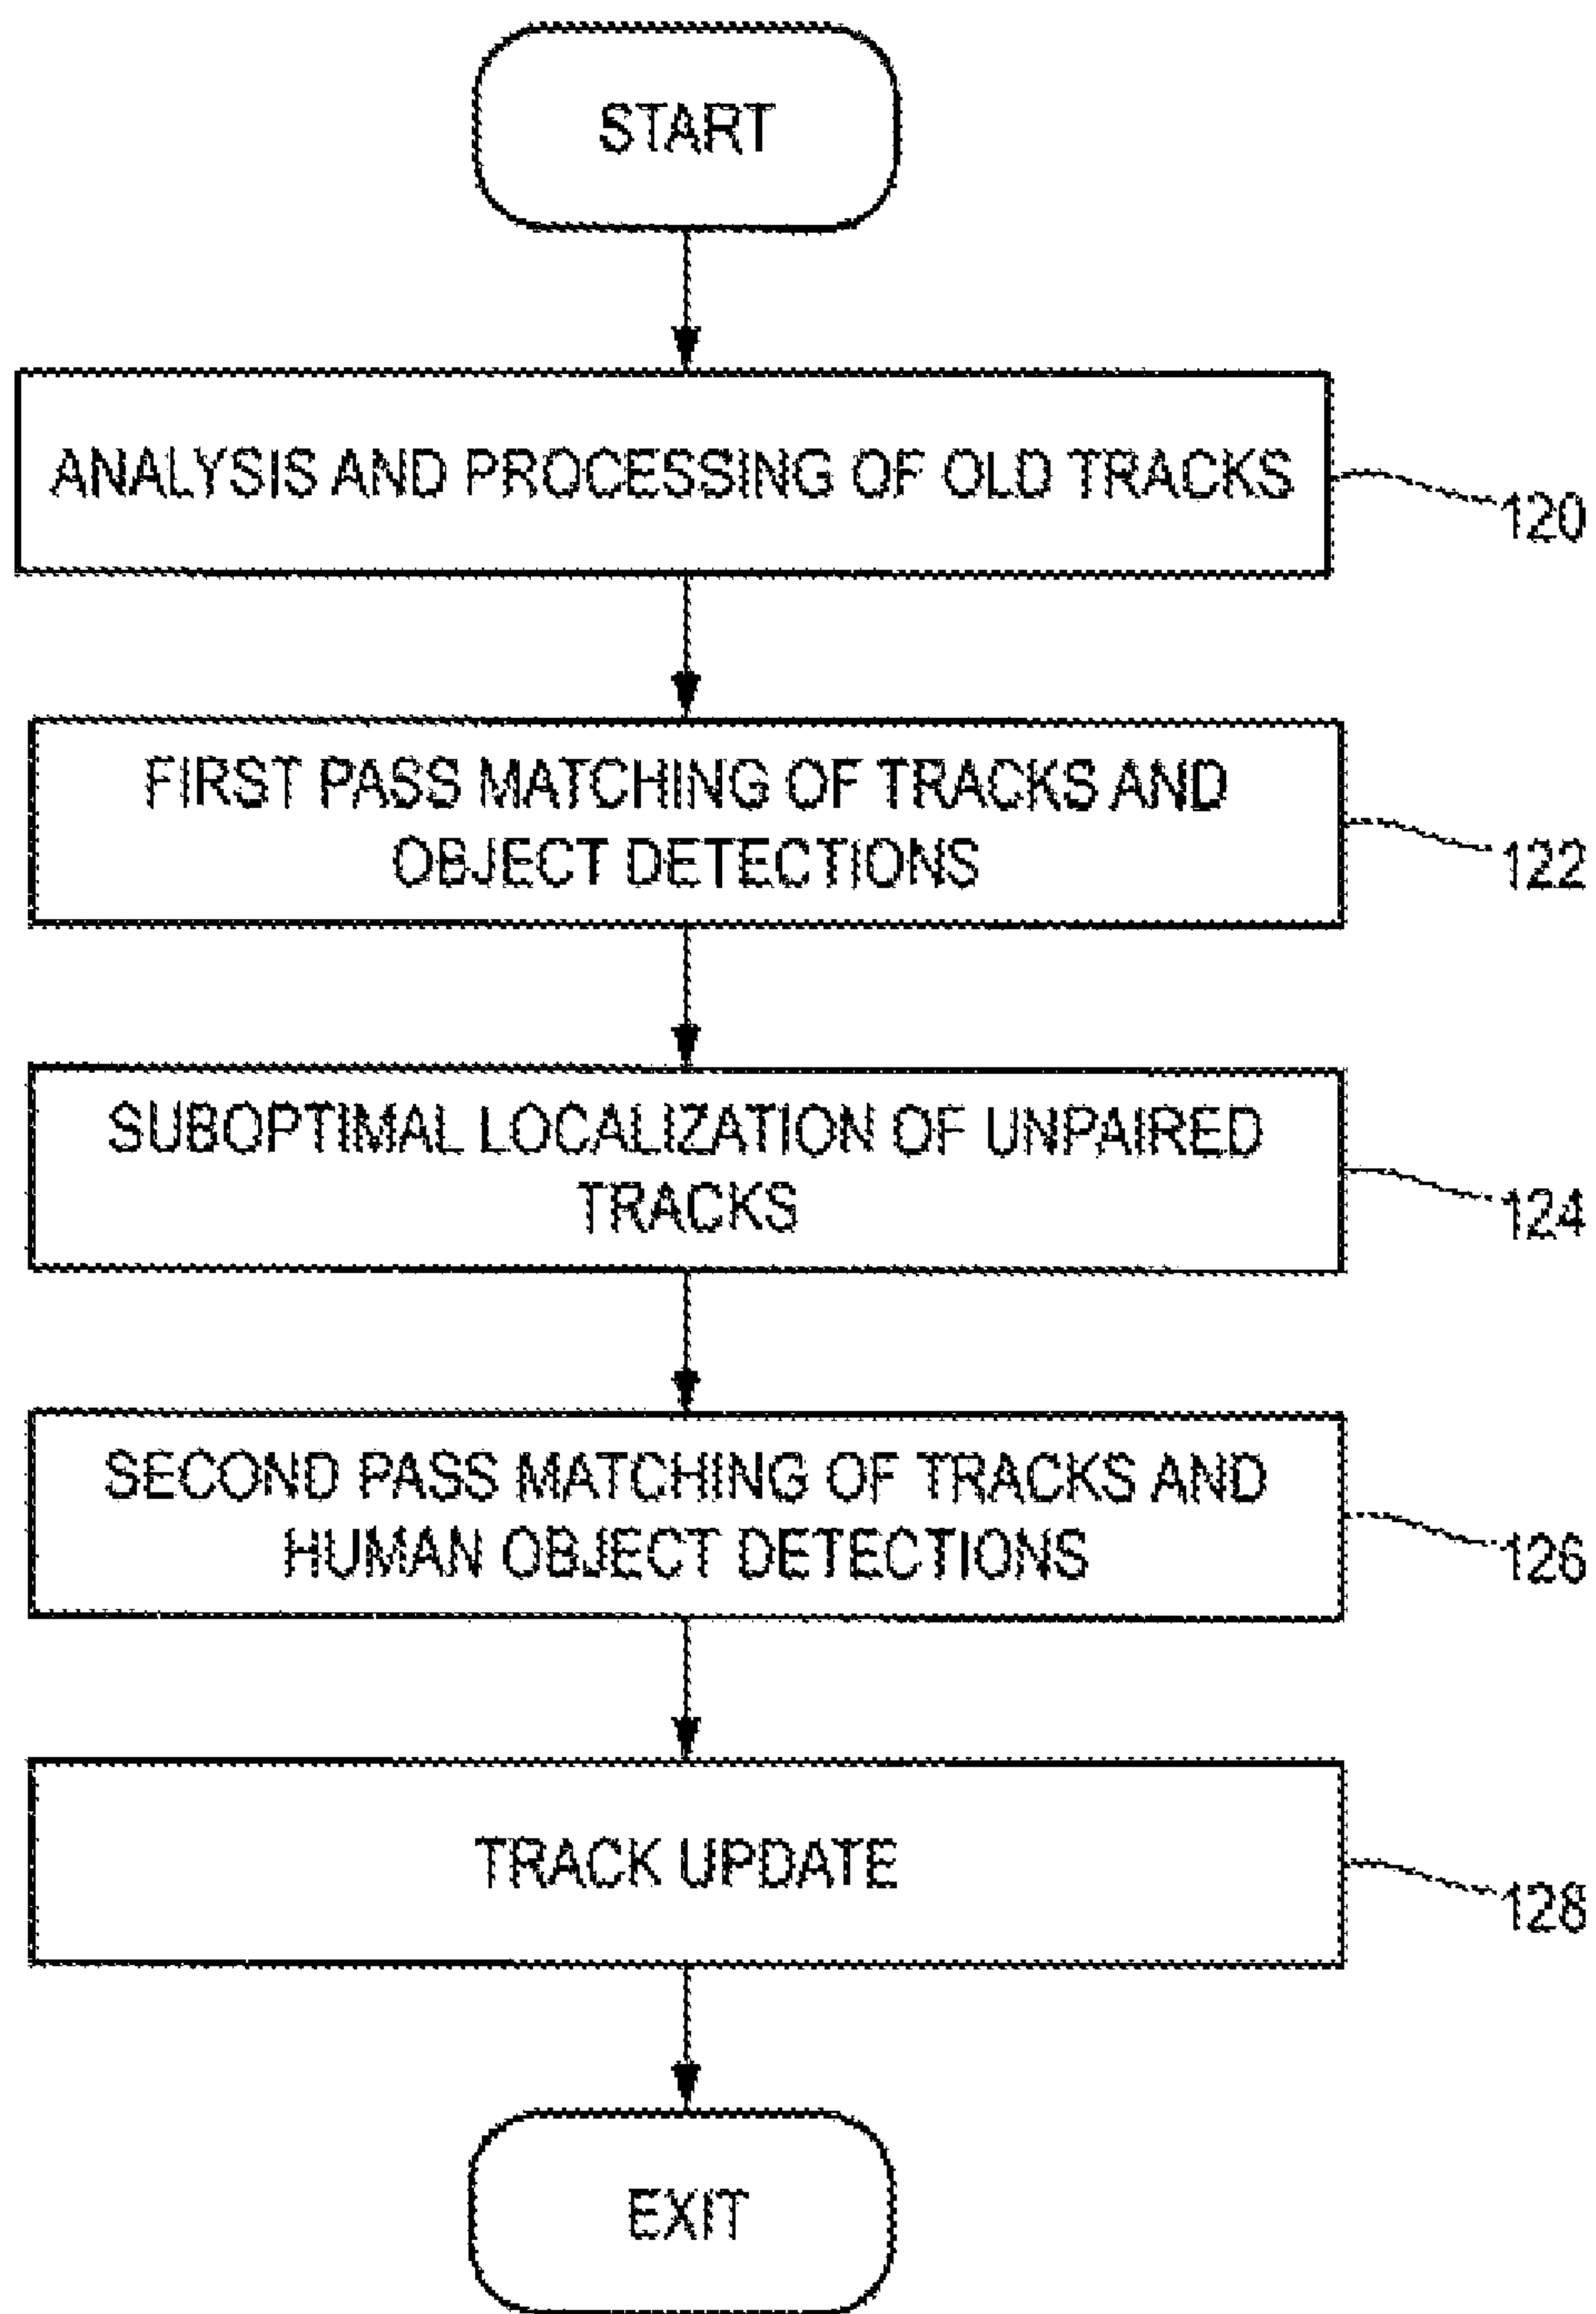 START
ANALYSIS AND PROCESSING OF OLD TRACKS
120
FIRST PASS MATCHING OF TRACKS AND
OBJECT DETECTIONS
122
SUBOPTIMAL LOCALIZATION OF UNPAIRED
TRACKS
124
SECOND PASS MATCHING OF TRACKS AND
HUMAN OBJECT DETECTIONS
126
TRACK UPDATE
128
EXIT